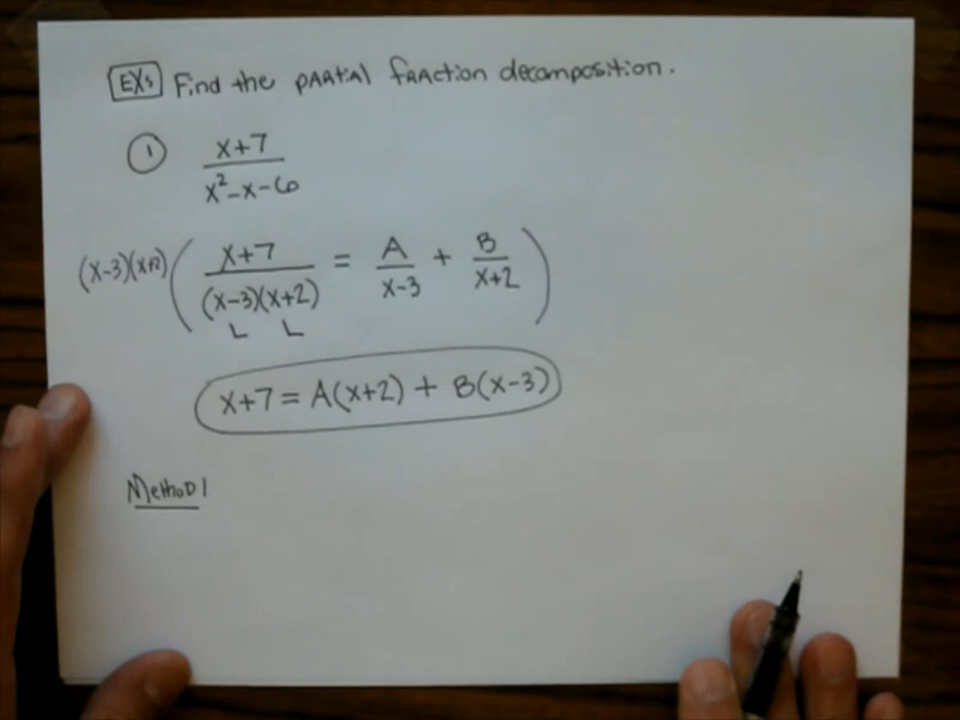 EXs Find the partial fraction decomposition.
① x+7
x²-x-6
(x-3)(x+2) ( x+7 = A + B )
(x-3)(x+2) x-3 x+2
L L
x+7 = A(x+2) + B(x-3)
Method 1